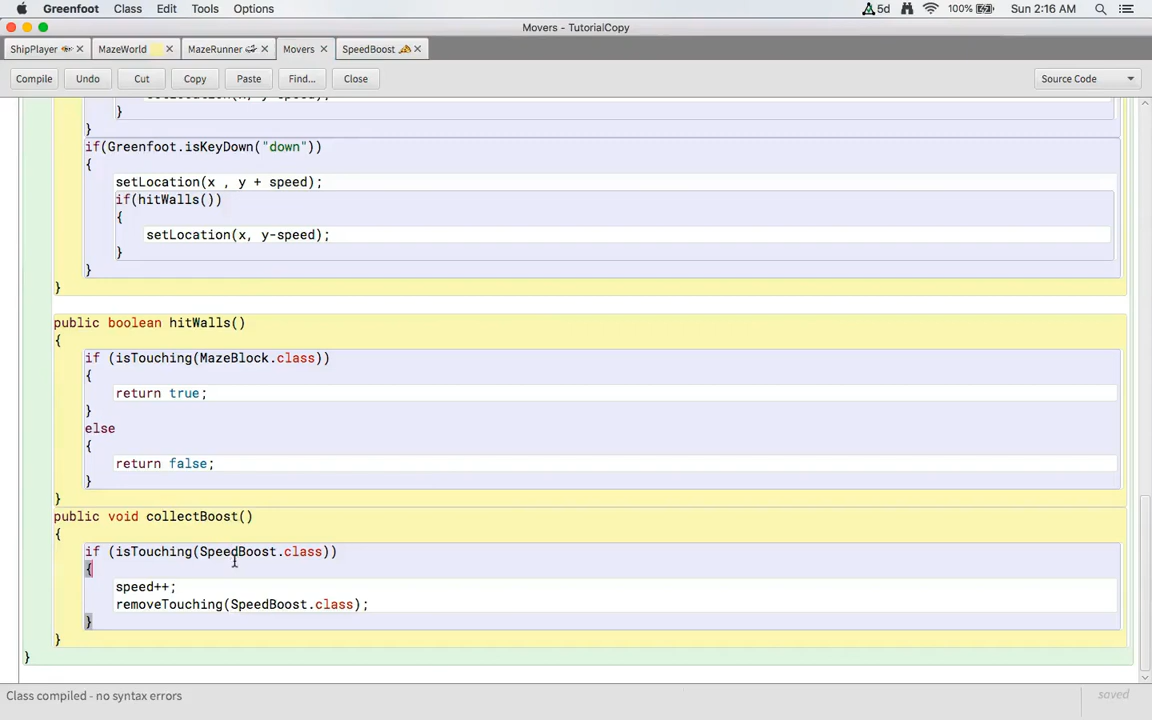 Greenfoot Class Edit Tools Options 5d 100% Sun 2:16 AM
Movers - TutorialCopy
ShipPlayer MazeWorld MazeRunner Movers SpeedBoost
Compile Undo Cut Copy Paste Find... Close Source Code
setLocation(x, y-speed);
}
}
if(Greenfoot.isKeyDown("down"))
{
setLocation(x , y + speed);
if(hitWalls())
{
setLocation(x, y-speed);
}
}
}
public boolean hitWalls()
{
if (isTouching(MazeBlock.class))
{
return true;
}
else
{
return false;
}
}
public void collectBoost()
{
if (isTouching(SpeedBoost.class))
{
speed++;
removeTouching(SpeedBoost.class);
}
}
}
Class compiled - no syntax errors
saved